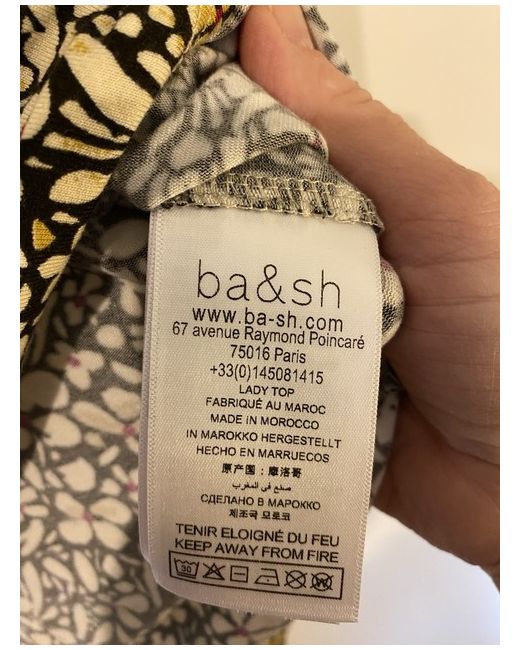 ba&sh
www.ba-sh.com
67 avenue Raymond Poincaré
75016 Paris
+33(0)145081415
LADY TOP
FABRIQUÉ AU MAROC
MADE IN MOROCCO
IN MAROKKO HERGESTELLT
HECHO EN MARRUECOS
原产国：摩洛哥
صنع في المغرب
СДЕЛАНО В МАРОККО
제조국 모로코
TENIR ELOIGNÉ DU FEU
KEEP AWAY FROM FIRE
30